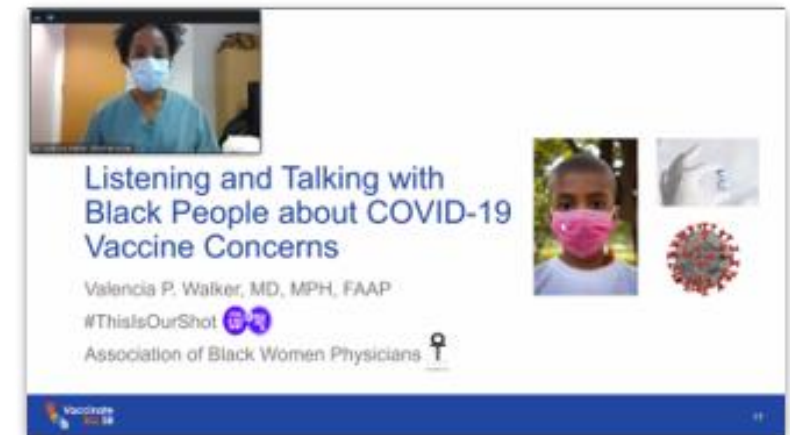 Listening and Talking with
Black People about COVID-19
Vaccine Concerns
Valencia P. Walker, MD, MPH, FAAP
#ThisIsOurShot
Association of Black Women Physicians
Vaccinate
58